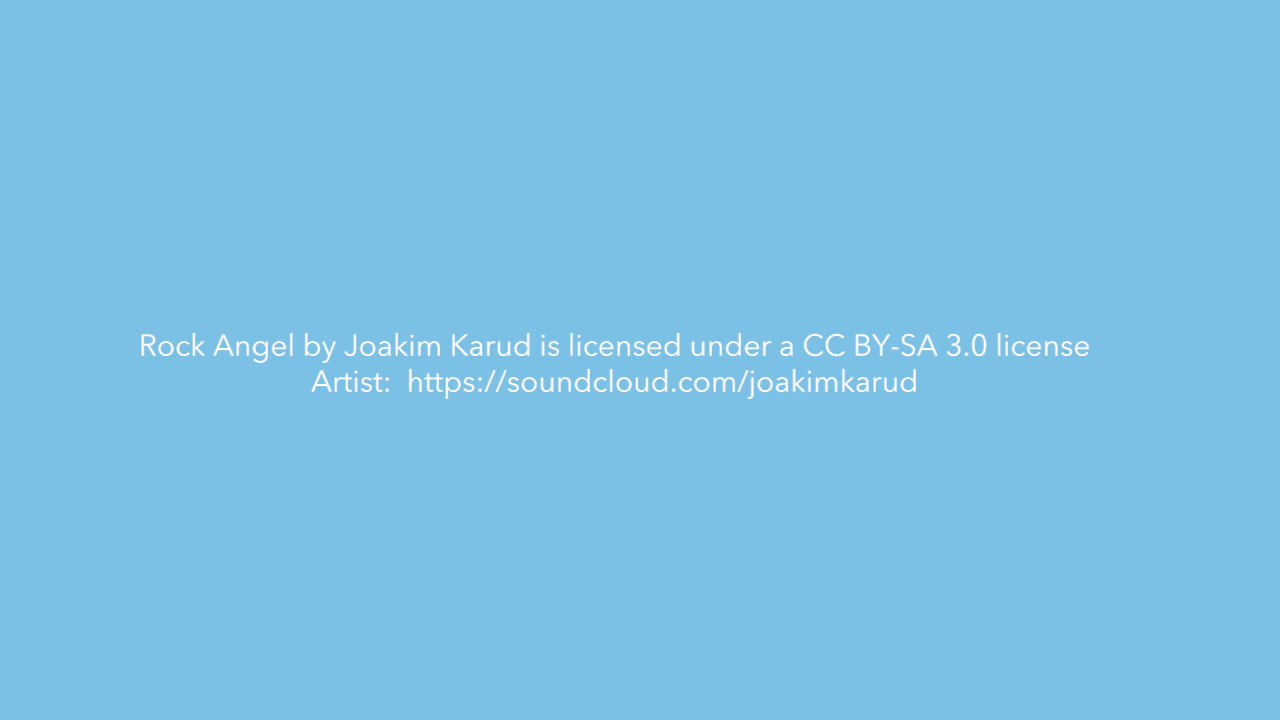 Rock Angel by Joakim Karud is licensed under a CC BY-SA 3.0 license
Artist:  https://soundcloud.com/joakimkarud